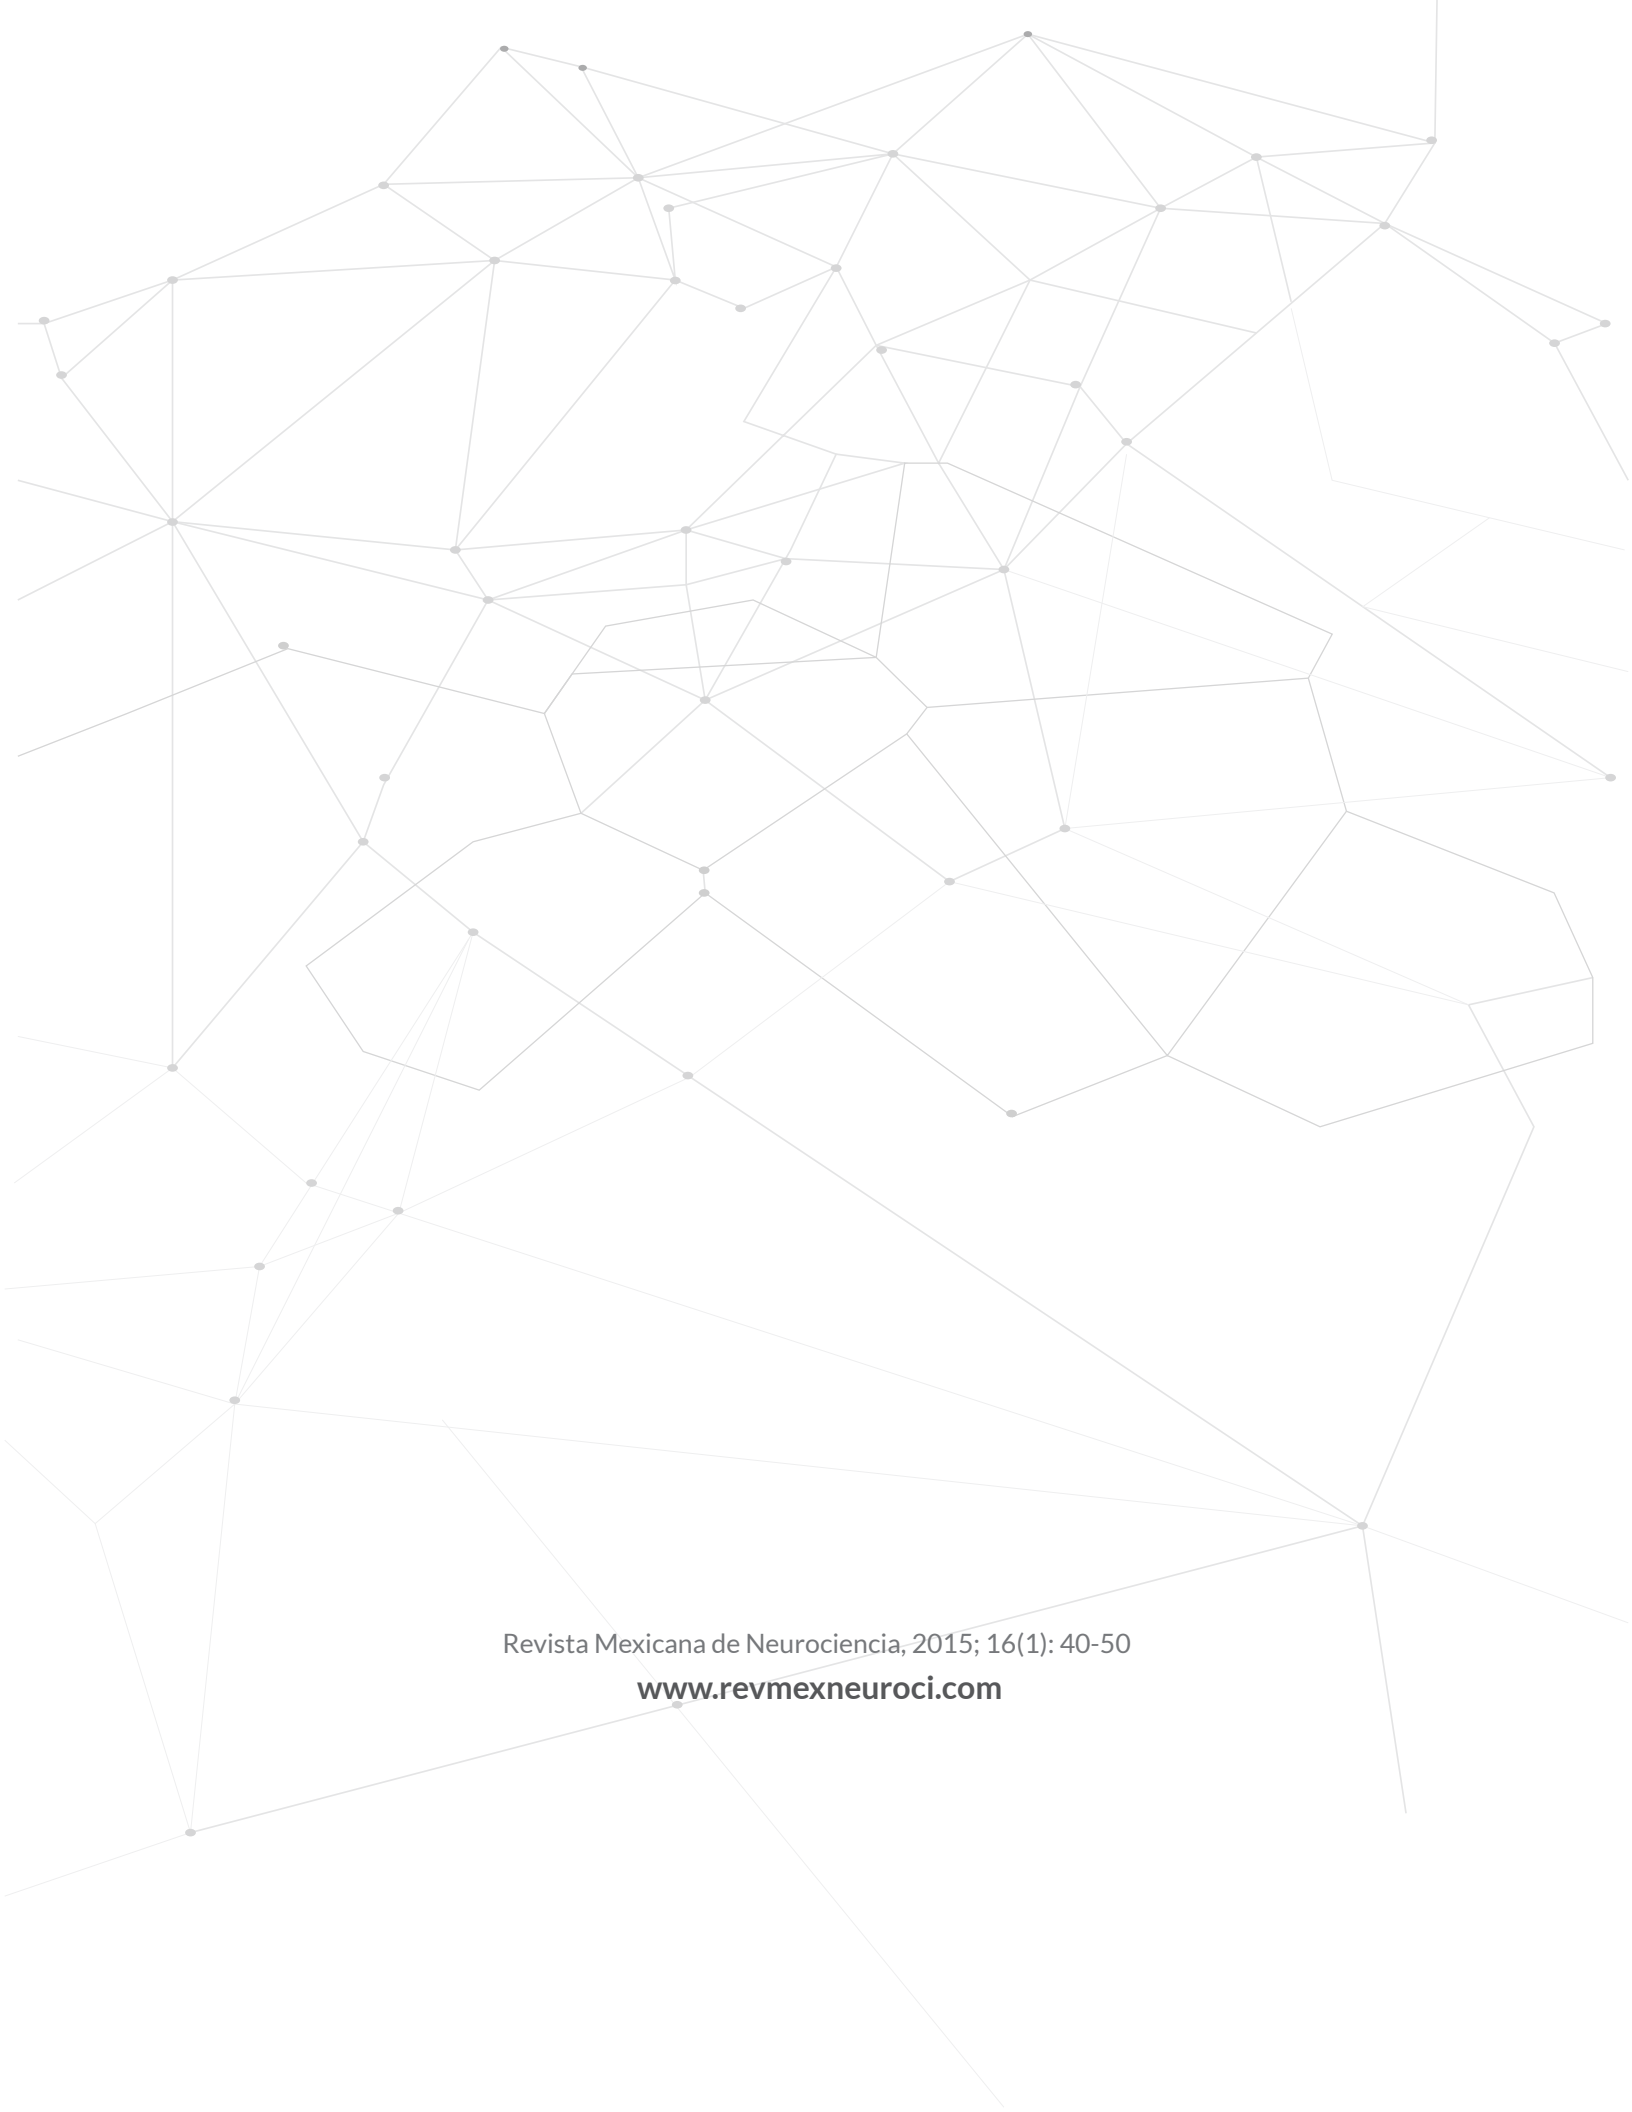 Revista Mexicana de Neurociencia, 2015; 16(1): 40-50
www.revmexneuroci.com